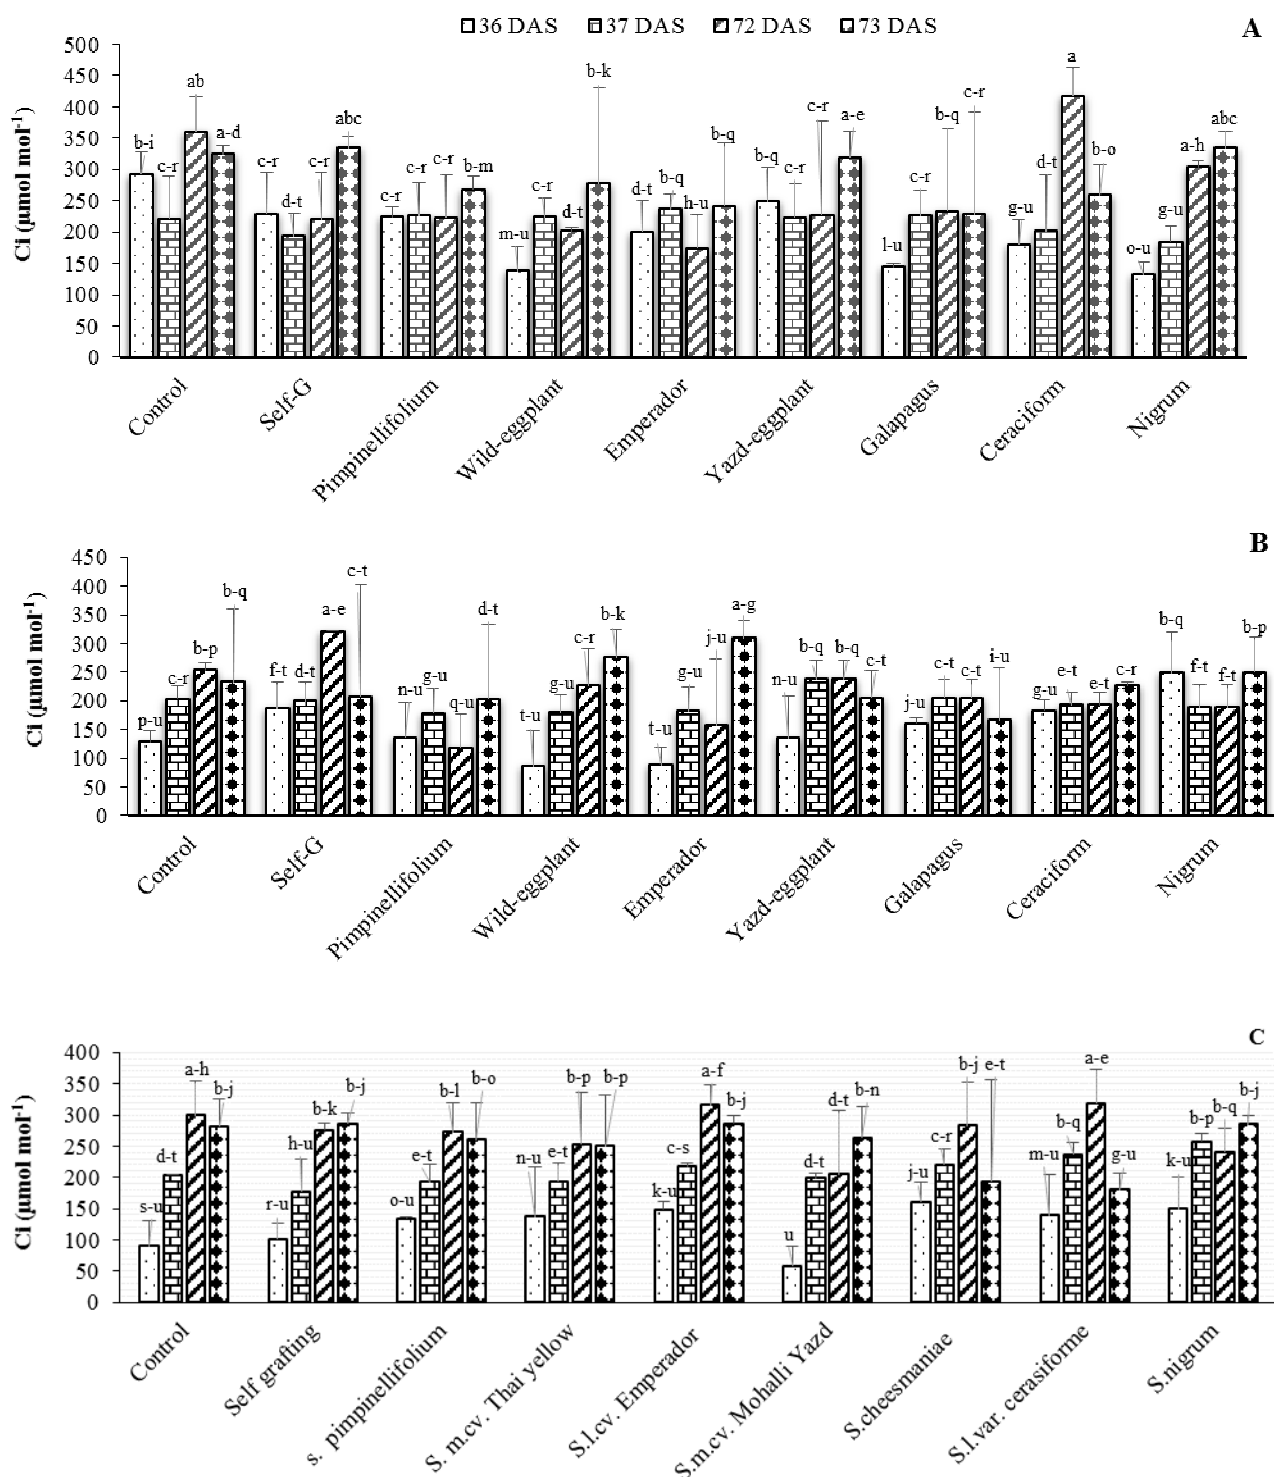 36 DAS 37 DAS 72 DAS 73 DAS
A
Ci (µmol mol-1)
500
450
400
350
300
250
200
150
100
50
0
b-i c-r ab a-d
c-r d-t c-r abc
c-r c-r c-r b-m
m-u c-r d-t b-k
d-t b-q h-u b-q
b-q c-r c-r a-e
l-u c-r b-q c-r
g-u d-t a b-o
o-u g-u a-h abc
Control
Self-G
Pimpinellifolium
Wild-eggplant
Emperador
Yazd-eggplant
Galapagus
Ceraciform
Nigrum
B
Ci (µmol mol-1)
450
400
350
300
250
200
150
100
50
0
p-u c-r b-p b-q
f-t d-t a-e c-t
n-u g-u q-u d-t
t-u g-u c-r b-k
t-u g-u j-u a-g
n-u b-q b-q c-t
j-u c-t c-t i-u
g-u e-t e-t c-r
b-q f-t f-t b-p
Control
Self-G
Pimpinellifolium
Wild-eggplant
Emperador
Yazd-eggplant
Galapagus
Ceraciform
Nigrum
C
Ci (µmol mol-1)
400
350
300
250
200
150
100
50
0
s-u d-t a-h b-j
r-u h-u b-k b-j
o-u e-t b-l b-o
n-u e-t b-p b-p
k-u c-s a-f b-j
u d-t d-t b-n
j-u c-r b-j e-t
m-u b-q a-e g-u
k-u b-p b-q b-j
Control
Self grafting
s. pimpinellifolium
S. m.cv. Thai yellow
S.l.cv. Emperador
S.m.cv. Mohalli Yazd
S.cheesmaniae
S.l.var. cerasiforme
S.nigrum